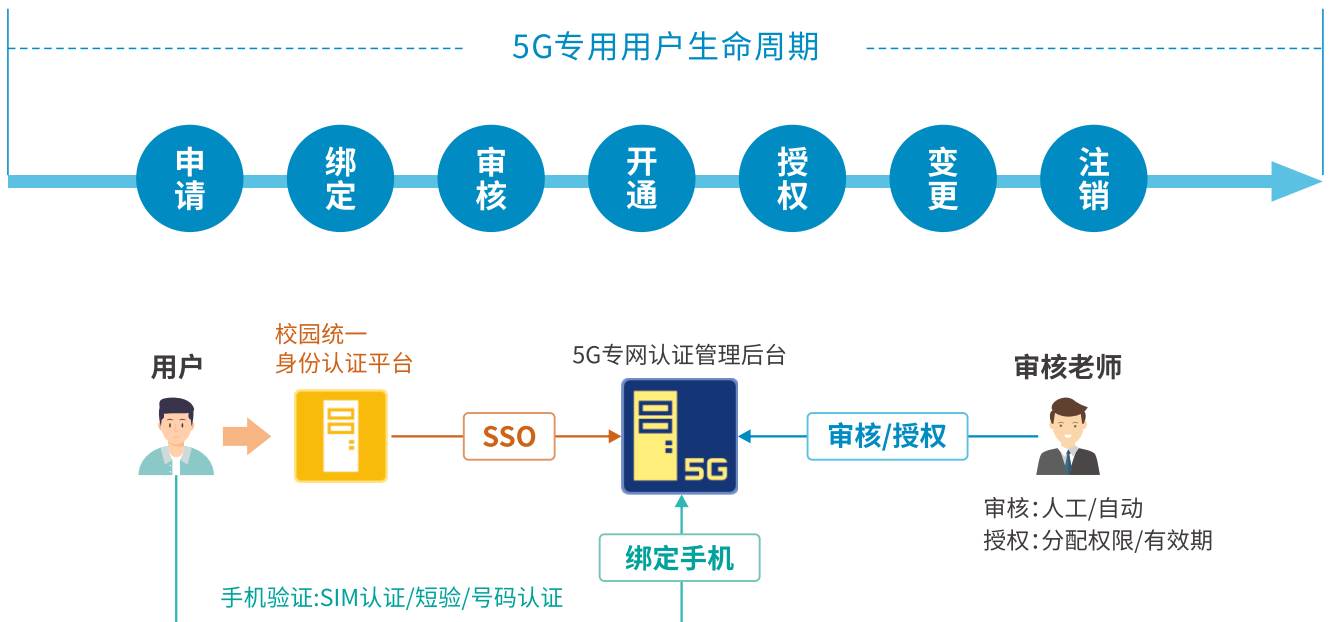 5G专用用户生命周期
申请
绑定
审核
开通
授权
变更
注销
校园统一
身份认证平台
用户
5G专网认证管理后台
审核老师
SSO
审核/授权
5G
审核：人工/自动
授权：分配权限/有效期
绑定手机
手机验证:SIM认证/短验/号码认证